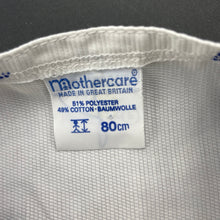 mothercare
MADE IN GREAT BRITAIN
51% POLYESTER
49% COTTON·BAUMWOLLE
80cm